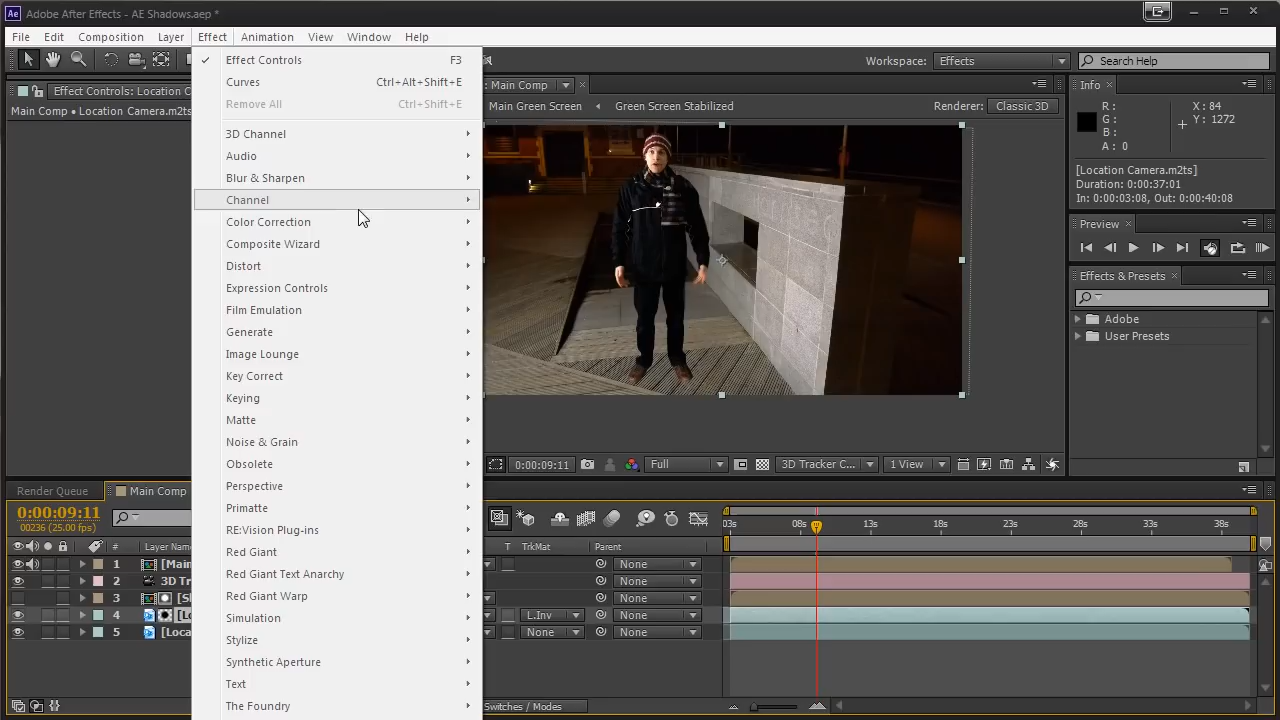 Ae Adobe After Effects - AE Shadows.aep *
File Edit Composition Layer Effect Animation View Window Help
Workspace: Effects Search Help
Effect Controls: Location C
Main Comp • Location Camera.m2ts
Effect Controls F3
Curves Ctrl+Alt+Shift+E
Remove All Ctrl+Shift+E
3D Channel
Audio
Blur & Sharpen
Channel
Color Correction
Composite Wizard
Distort
Expression Controls
Film Emulation
Generate
Image Lounge
Key Correct
Keying
Matte
Noise & Grain
Obsolete
Perspective
Primatte
RE:Vision Plug-ins
Red Giant
Red Giant Text Anarchy
Red Giant Warp
Simulation
Stylize
Synthetic Aperture
Text
The Foundry
: Main Comp
Main Green Screen Green Screen Stabilized Renderer: Classic 3D
0:00:09:11 Full 3D Tracker C... 1 View
Info
R : X : 84
G : Y : 1272
B :
A : 0
[Location Camera.m2ts]
Duration: 0:00:37:01
In: 0:00:03:08, Out: 0:00:40:08
Preview
Effects & Presets
Adobe
User Presets
Render Queue Main Comp
0:00:09:11
00236 (25.00 fps)
03s 08s 13s 18s 23s 28s 33s 38s
# Layer Name T TrkMat Parent
1 [Main None
2 3D Tr None
3 [S None
4 [Lo L.Inv None
5 [Loca None None
Switches / Modes